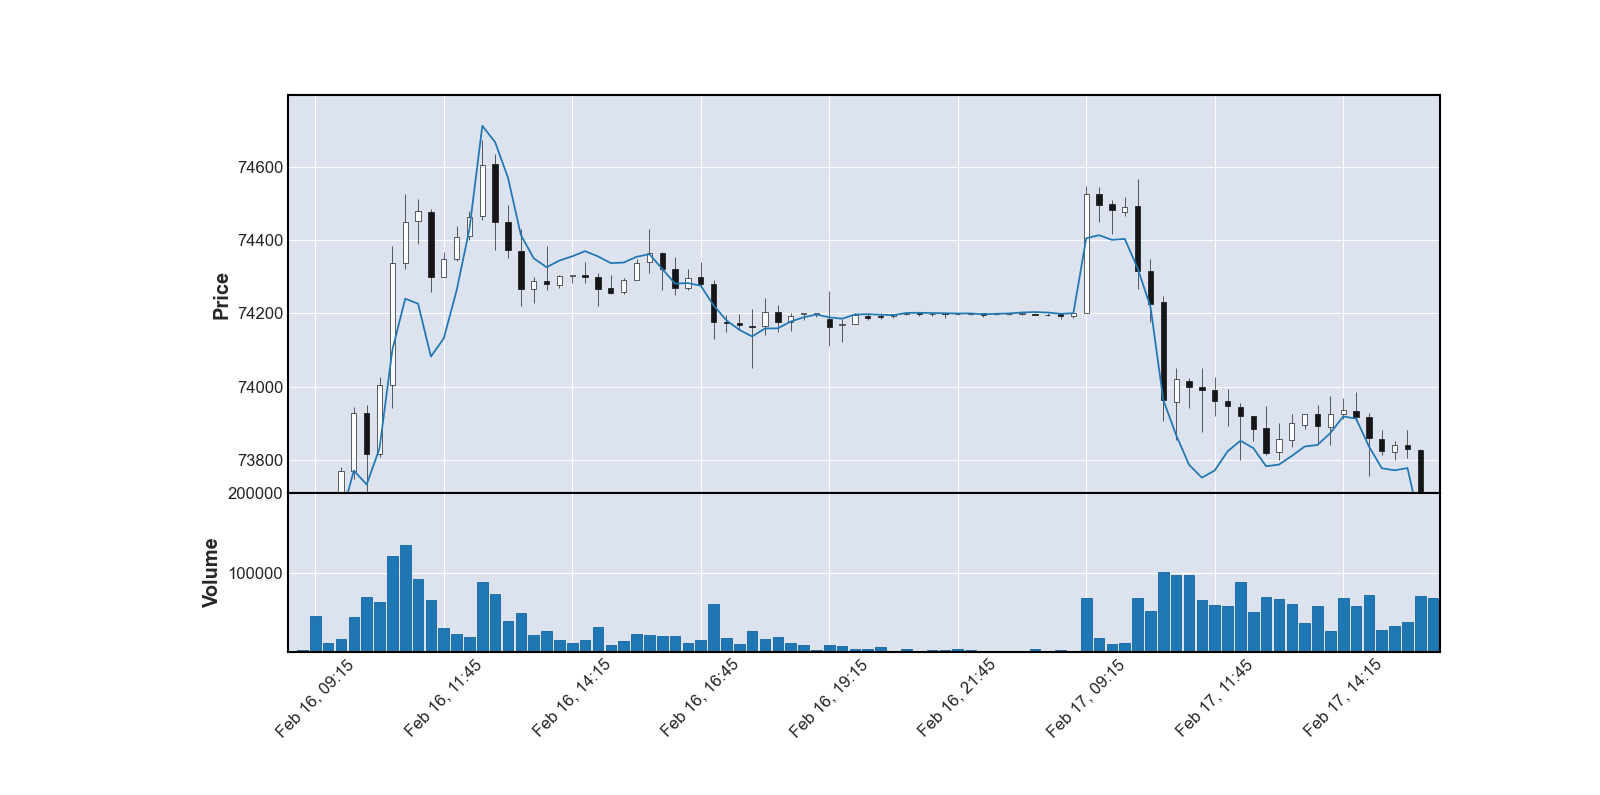 Price
74600
74400
74200
74000
73800
Volume
200000
100000
Feb 16, 09:15
Feb 16, 11:45
Feb 16, 14:15
Feb 16, 16:45
Feb 16, 19:15
Feb 16, 21:45
Feb 17, 09:15
Feb 17, 11:45
Feb 17, 14:15